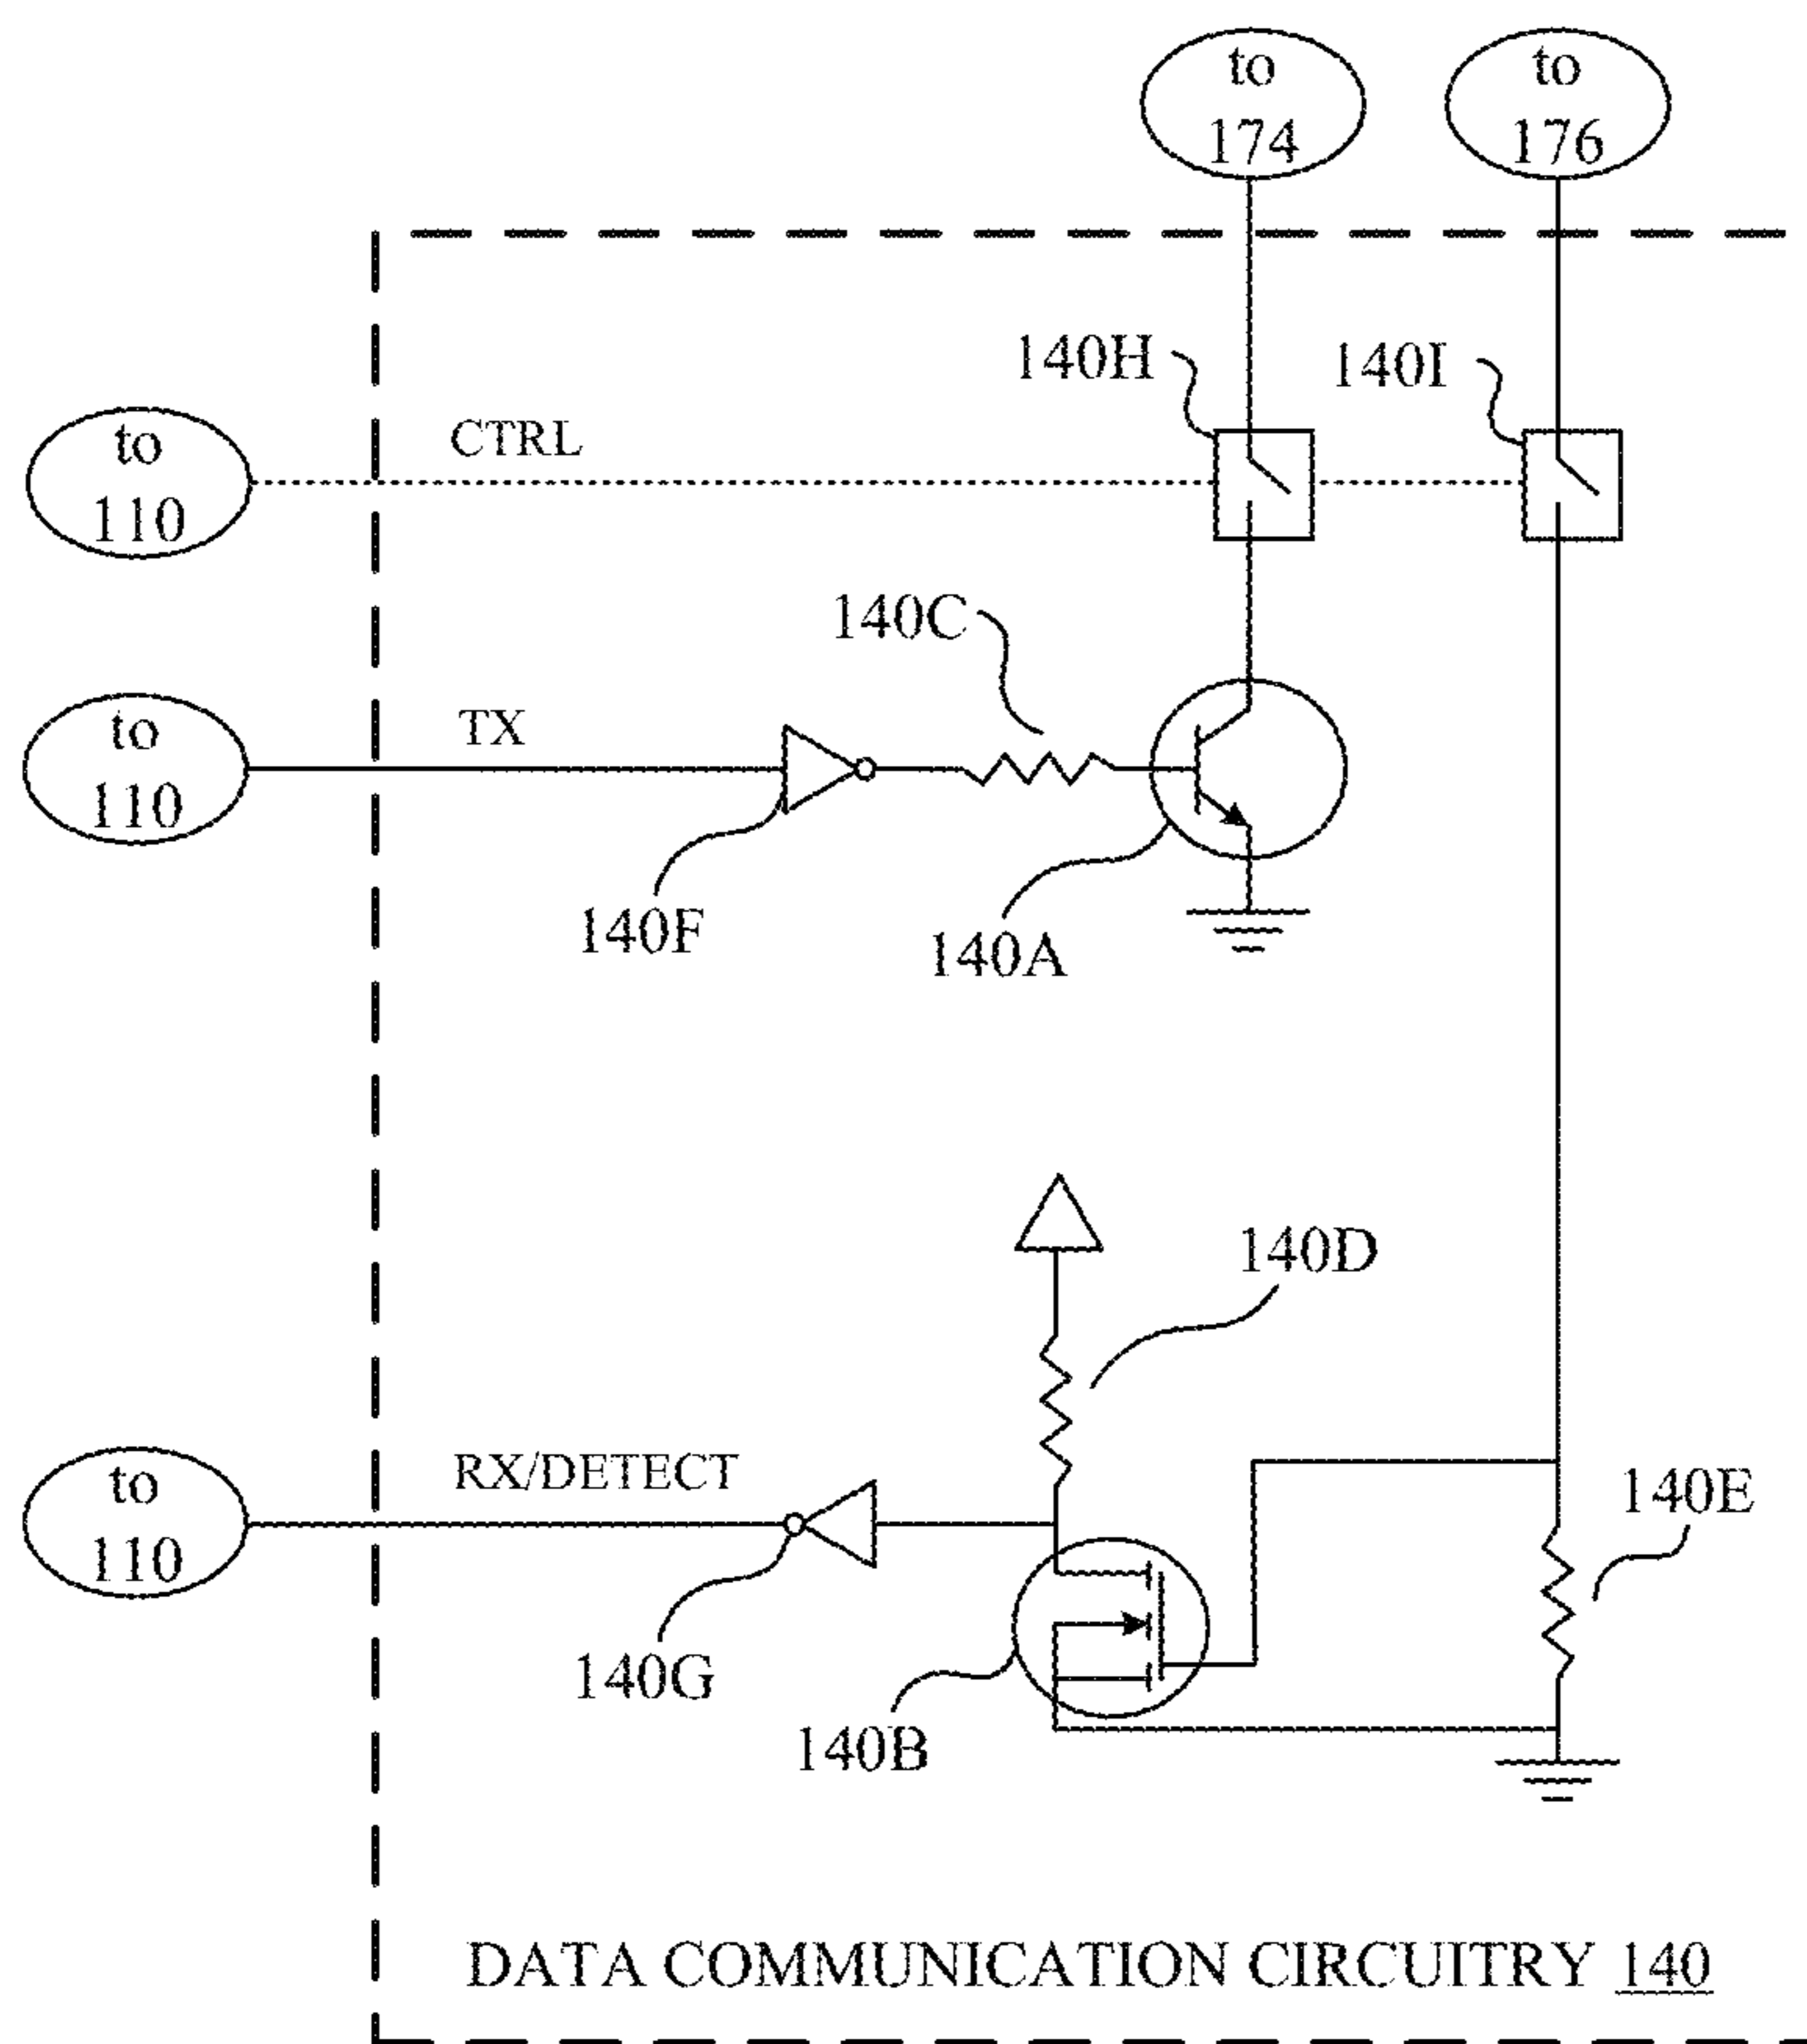 to
174
to
176
140H
140I
to
110
CTRL
140C
to
110
TX
140F
140A
140D
to
110
RX/DETECT
140E
140G
140B
DATA COMMUNICATION CIRCUITRY 140